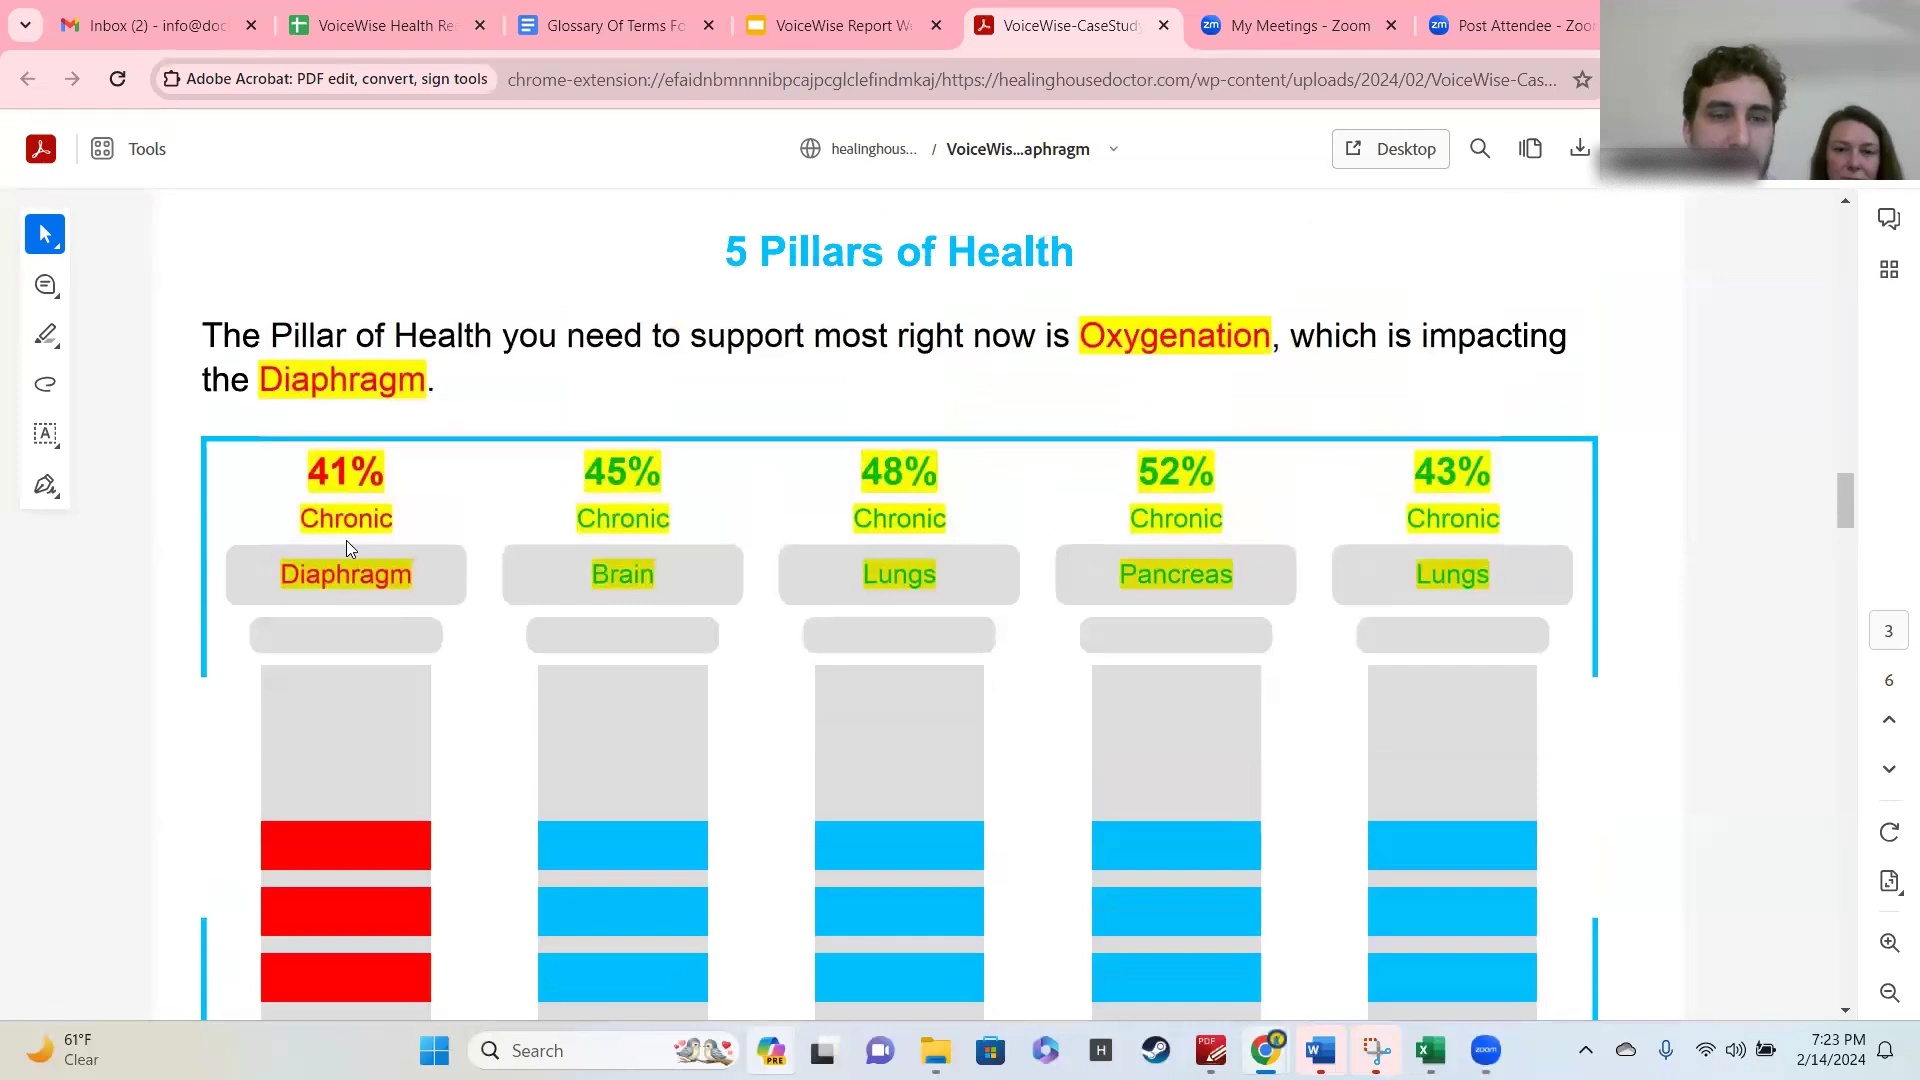 Inbox (2) - info@doc
VoiceWise Health Re
Glossary Of Terms Fo
VoiceWise Report W
VoiceWise-CaseStudy
My Meetings - Zoom
Post Attendee - Zoo
Adobe Acrobat: PDF edit, convert, sign tools
chrome-extension://efaidnbmnnnibpcajpcglclefindmkaj/https://healinghousedoctor.com/wp-content/uploads/2024/02/VoiceWise-Cas...
Tools
healinghous... / VoiceWis...aphragm
Desktop
5 Pillars of Health
The Pillar of Health you need to support most right now is Oxygenation, which is impacting
the Diaphragm.
41% 45% 48% 52% 43%
Chronic Chronic Chronic Chronic Chronic
Diaphragm Brain Lungs Pancreas Lungs
3
6
61°F
Clear
Search
PRE
H
PDF
W
X
zoom
7:23 PM
2/14/2024